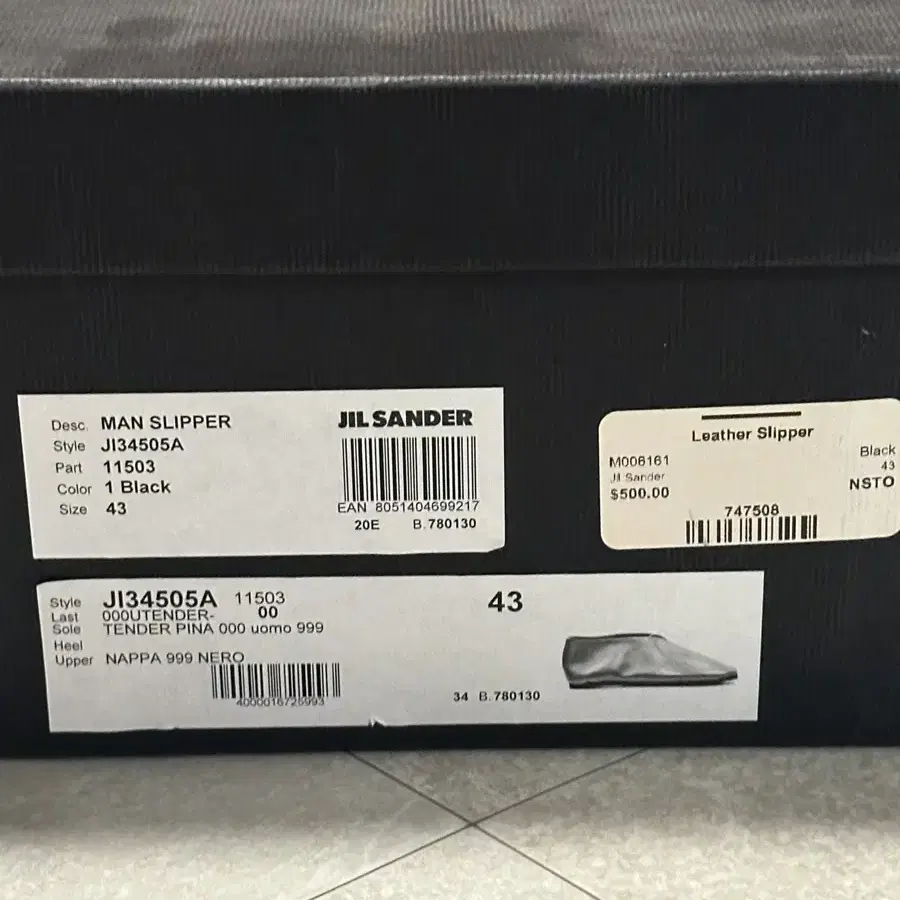 Desc. MAN SLIPPER
Style JI34505A
Part 11503
Color 1 Black
Size 43
JIL SANDER
EAN 8051404699217
20E B.780130
Leather Slipper
M006161
Jil Sander
$500.00
Black
43
NSTO
747508
Style JI34505A 11503 43
Last 000UTENDER- 00
Sole TENDER PINA 000 uomo 999
Heel
Upper NAPPA 999 NERO
4000016725993
34 B.780130